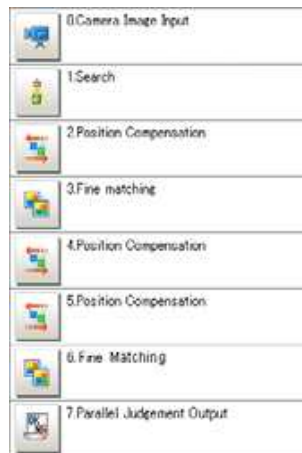 0.Camera Image Input
1.Search
2.Position Compensation
3.Fine matching
4.Position Compensation
5.Position Compensation
6.Fine Matching
7.Parallel Judgement Output